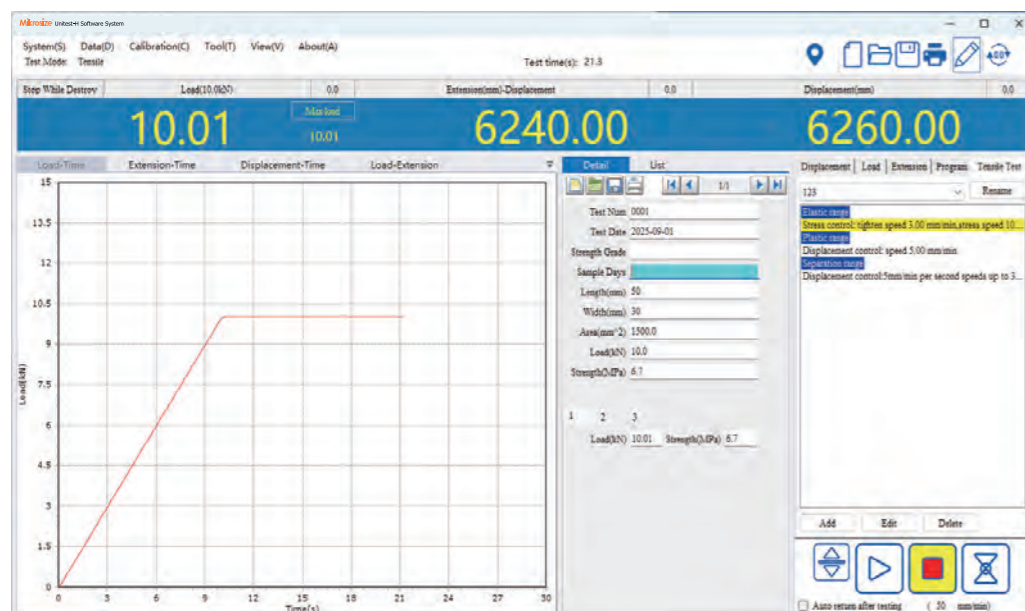 Mikrosize Unitest-H Software System
System(S) Data(D) Calibration(C) Tool(T) View(V) About(A)
Test Mode: Tensile
Test time(s): 21.3
Stop While Destroy Load(10.0kN) 0.0 Extension(mm)-Displacement 0.0 Displacement(mm) 0.0
10.01 Max load 10.01 6240.00 6260.00
Load-Time Extension-Time Displacement-Time Load-Extension
Detail List
Displacement Load Extension Program Tensile Test
1/1
123 Rename
Test Num 0001
Test Date 2025-09-01
Strength Grade
Sample Days
Length(mm) 50
Width(mm) 30
Area(mm^2) 1500.0
Load(kN) 10.0
Strength(MPa) 6.7
1 2 3
Load(kN) 10.01 Strength(MPa) 6.7
Elastic range
Stress control: tighten speed 3.00 mm/min,stress speed 10...
Plastic range
Displacement control: speed 5.00 mm/min
Separation range
Displacement control:5mm/min per second speeds up to 3...
Add Edit Delete
Auto return after testing ( 50 mm/min)
15
13.5
12
10.5
9
7.5
6
4.5
3
1.5
0
Load(kN)
0 3 6 9 12 15 18 21 24 27 30
Time(s)